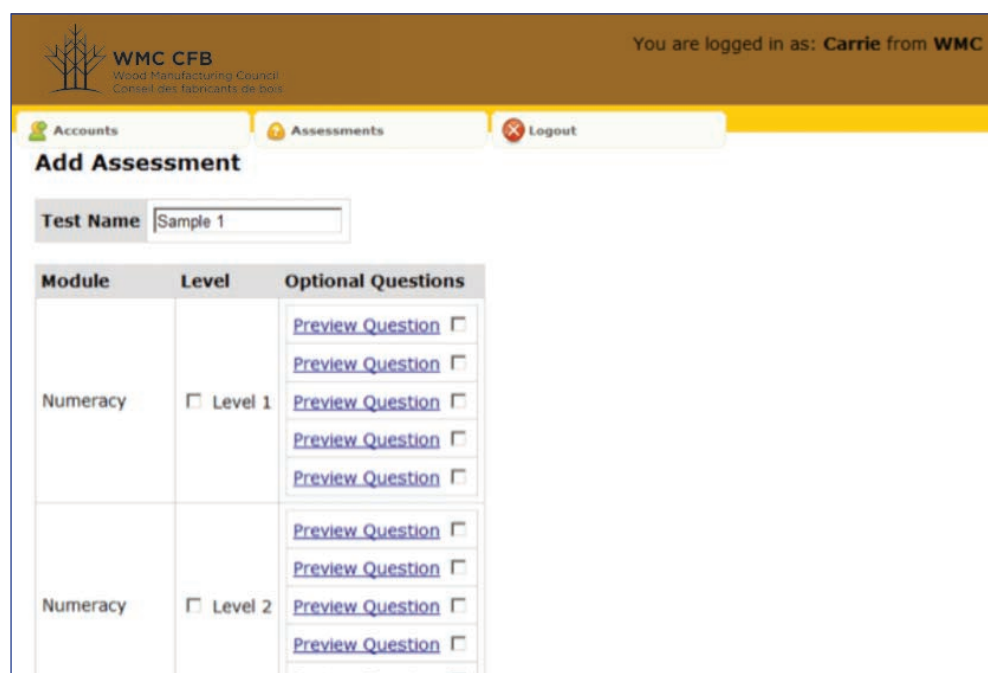 You are logged in as: Carrie from WMC
WMC CFB
Wood Manufacturing Council
Conseil des fabricants de bois
Accounts
Assessments
Logout
Add Assessment
Test Name Sample 1
Module Level Optional Questions
Preview Question
Preview Question
Numeracy Level 1 Preview Question
Preview Question
Preview Question
Preview Question
Preview Question
Numeracy Level 2 Preview Question
Preview Question